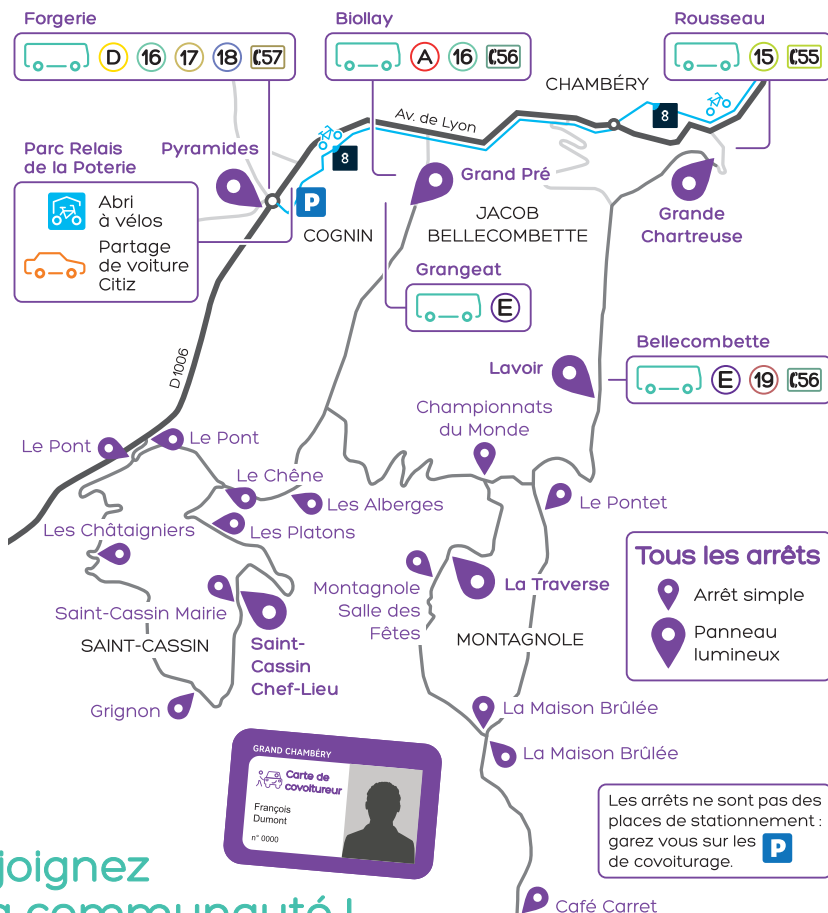 Forgerie
D 16 17 18 C57
Biollay
A 16 C56
Rousseau
15 C55
CHAMBÉRY
Av. de Lyon
8
8
Parc Relais
de la Poterie
Abri
à vélos
Partage
de voiture
Citiz
Pyramides
P
COGNIN
Grand Pré
JACOB
BELLECOMBETTE
Grande
Chartreuse
Grangeat
E
D1006
Lavoir
Bellecombette
E 19 C56
Championnats
du Monde
Le Pont
Le Pont
Le Chêne
Les Alberges
Le Pontet
Les Châtaigniers
Les Platons
Tous les arrêts
Arrêt simple
Panneau
lumineux
Montagnole
Salle des
Fêtes
La Traverse
Saint-Cassin Mairie
SAINT-CASSIN
Saint-
Cassin
Chef-Lieu
MONTAGNOLE
Grignon
La Maison Brûlée
La Maison Brûlée
GRAND CHAMBÉRY
Carte de
covoitureur
François
Dumont
n° 0000
Les arrêts ne sont pas des
places de stationnement :
garez vous sur les P
de covoiturage.
joignez
communauté !
Café Carret